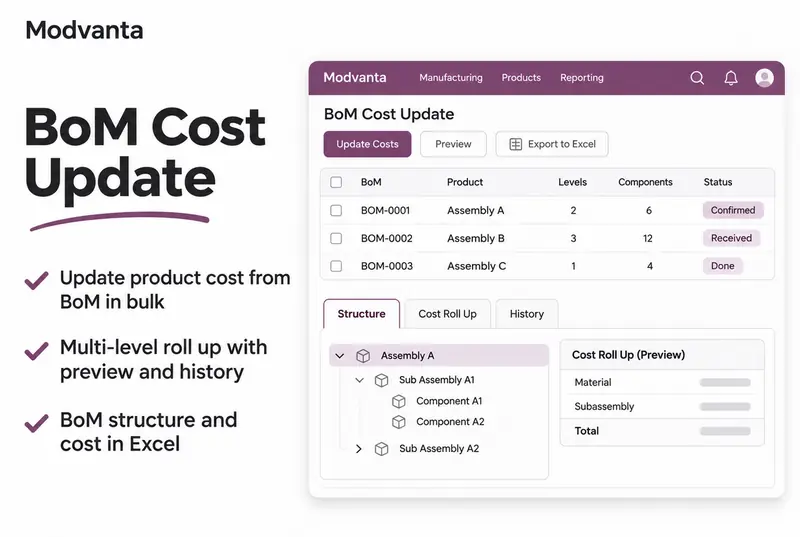 Modvanta
BoM Cost
Update
Update product cost from
BoM in bulk
Multi-level roll up with
preview and history
BoM structure and
cost in Excel
Modvanta Manufacturing Products Reporting
BoM Cost Update
Update Costs Preview Export to Excel
BoM Product Levels Components Status
BOM-0001 Assembly A 2 6 Confirmed
BOM-0002 Assembly B 3 12 Received
BOM-0003 Assembly C 1 4 Done
Structure Cost Roll Up History
Assembly A
Sub Assembly A1
Component A1
Component A2
Sub Assembly A2
Cost Roll Up (Preview)
Material
Subassembly
Total